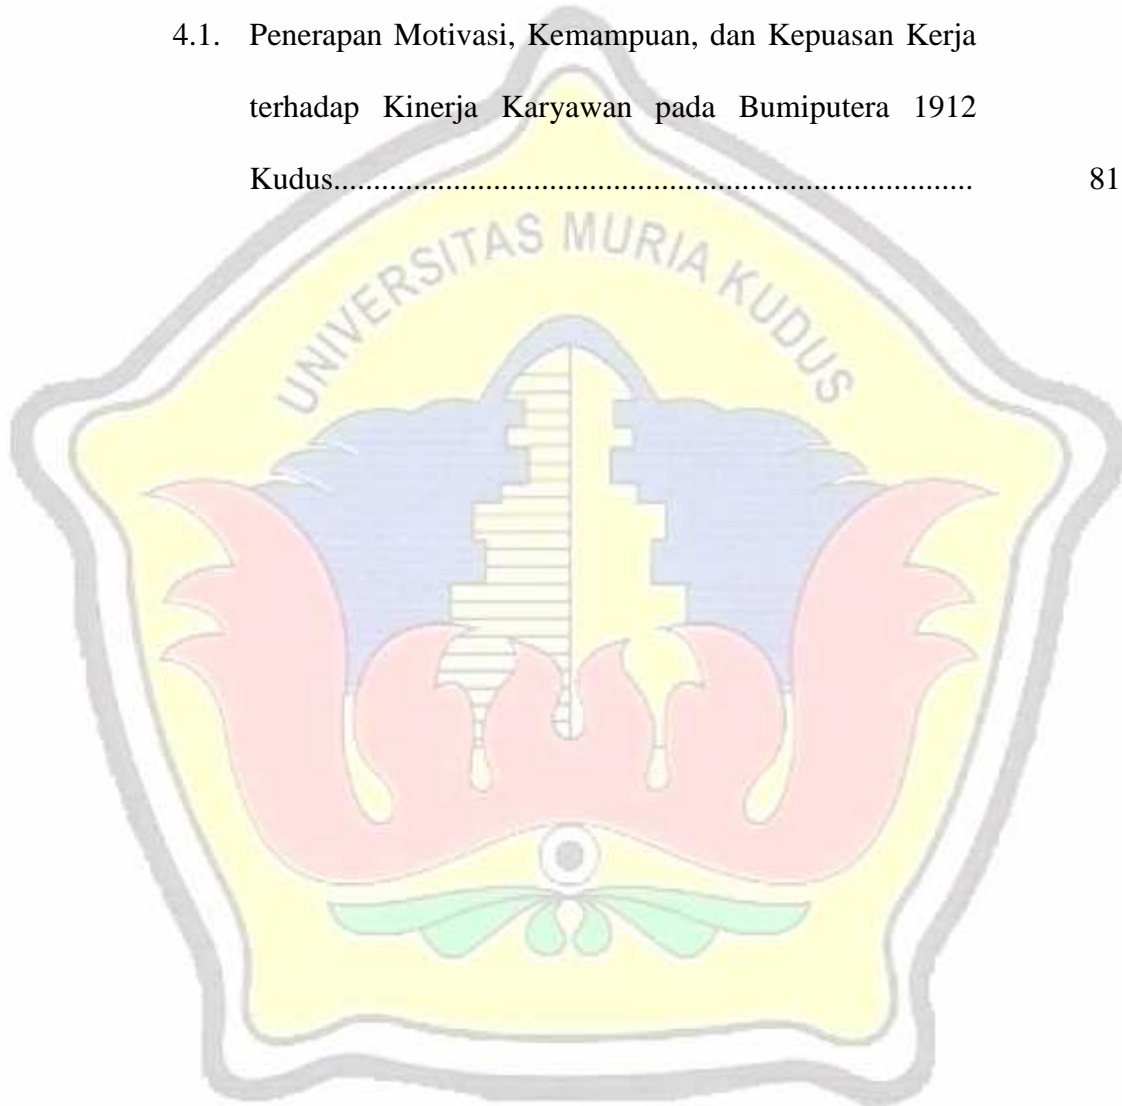 4.1. Penerapan Motivasi, Kemampuan, dan Kepuasan Kerja
terhadap Kinerja Karyawan pada Bumiputera 1912
Kudus................................................................................ 81
UNIVERSITAS MURIA KUDUS